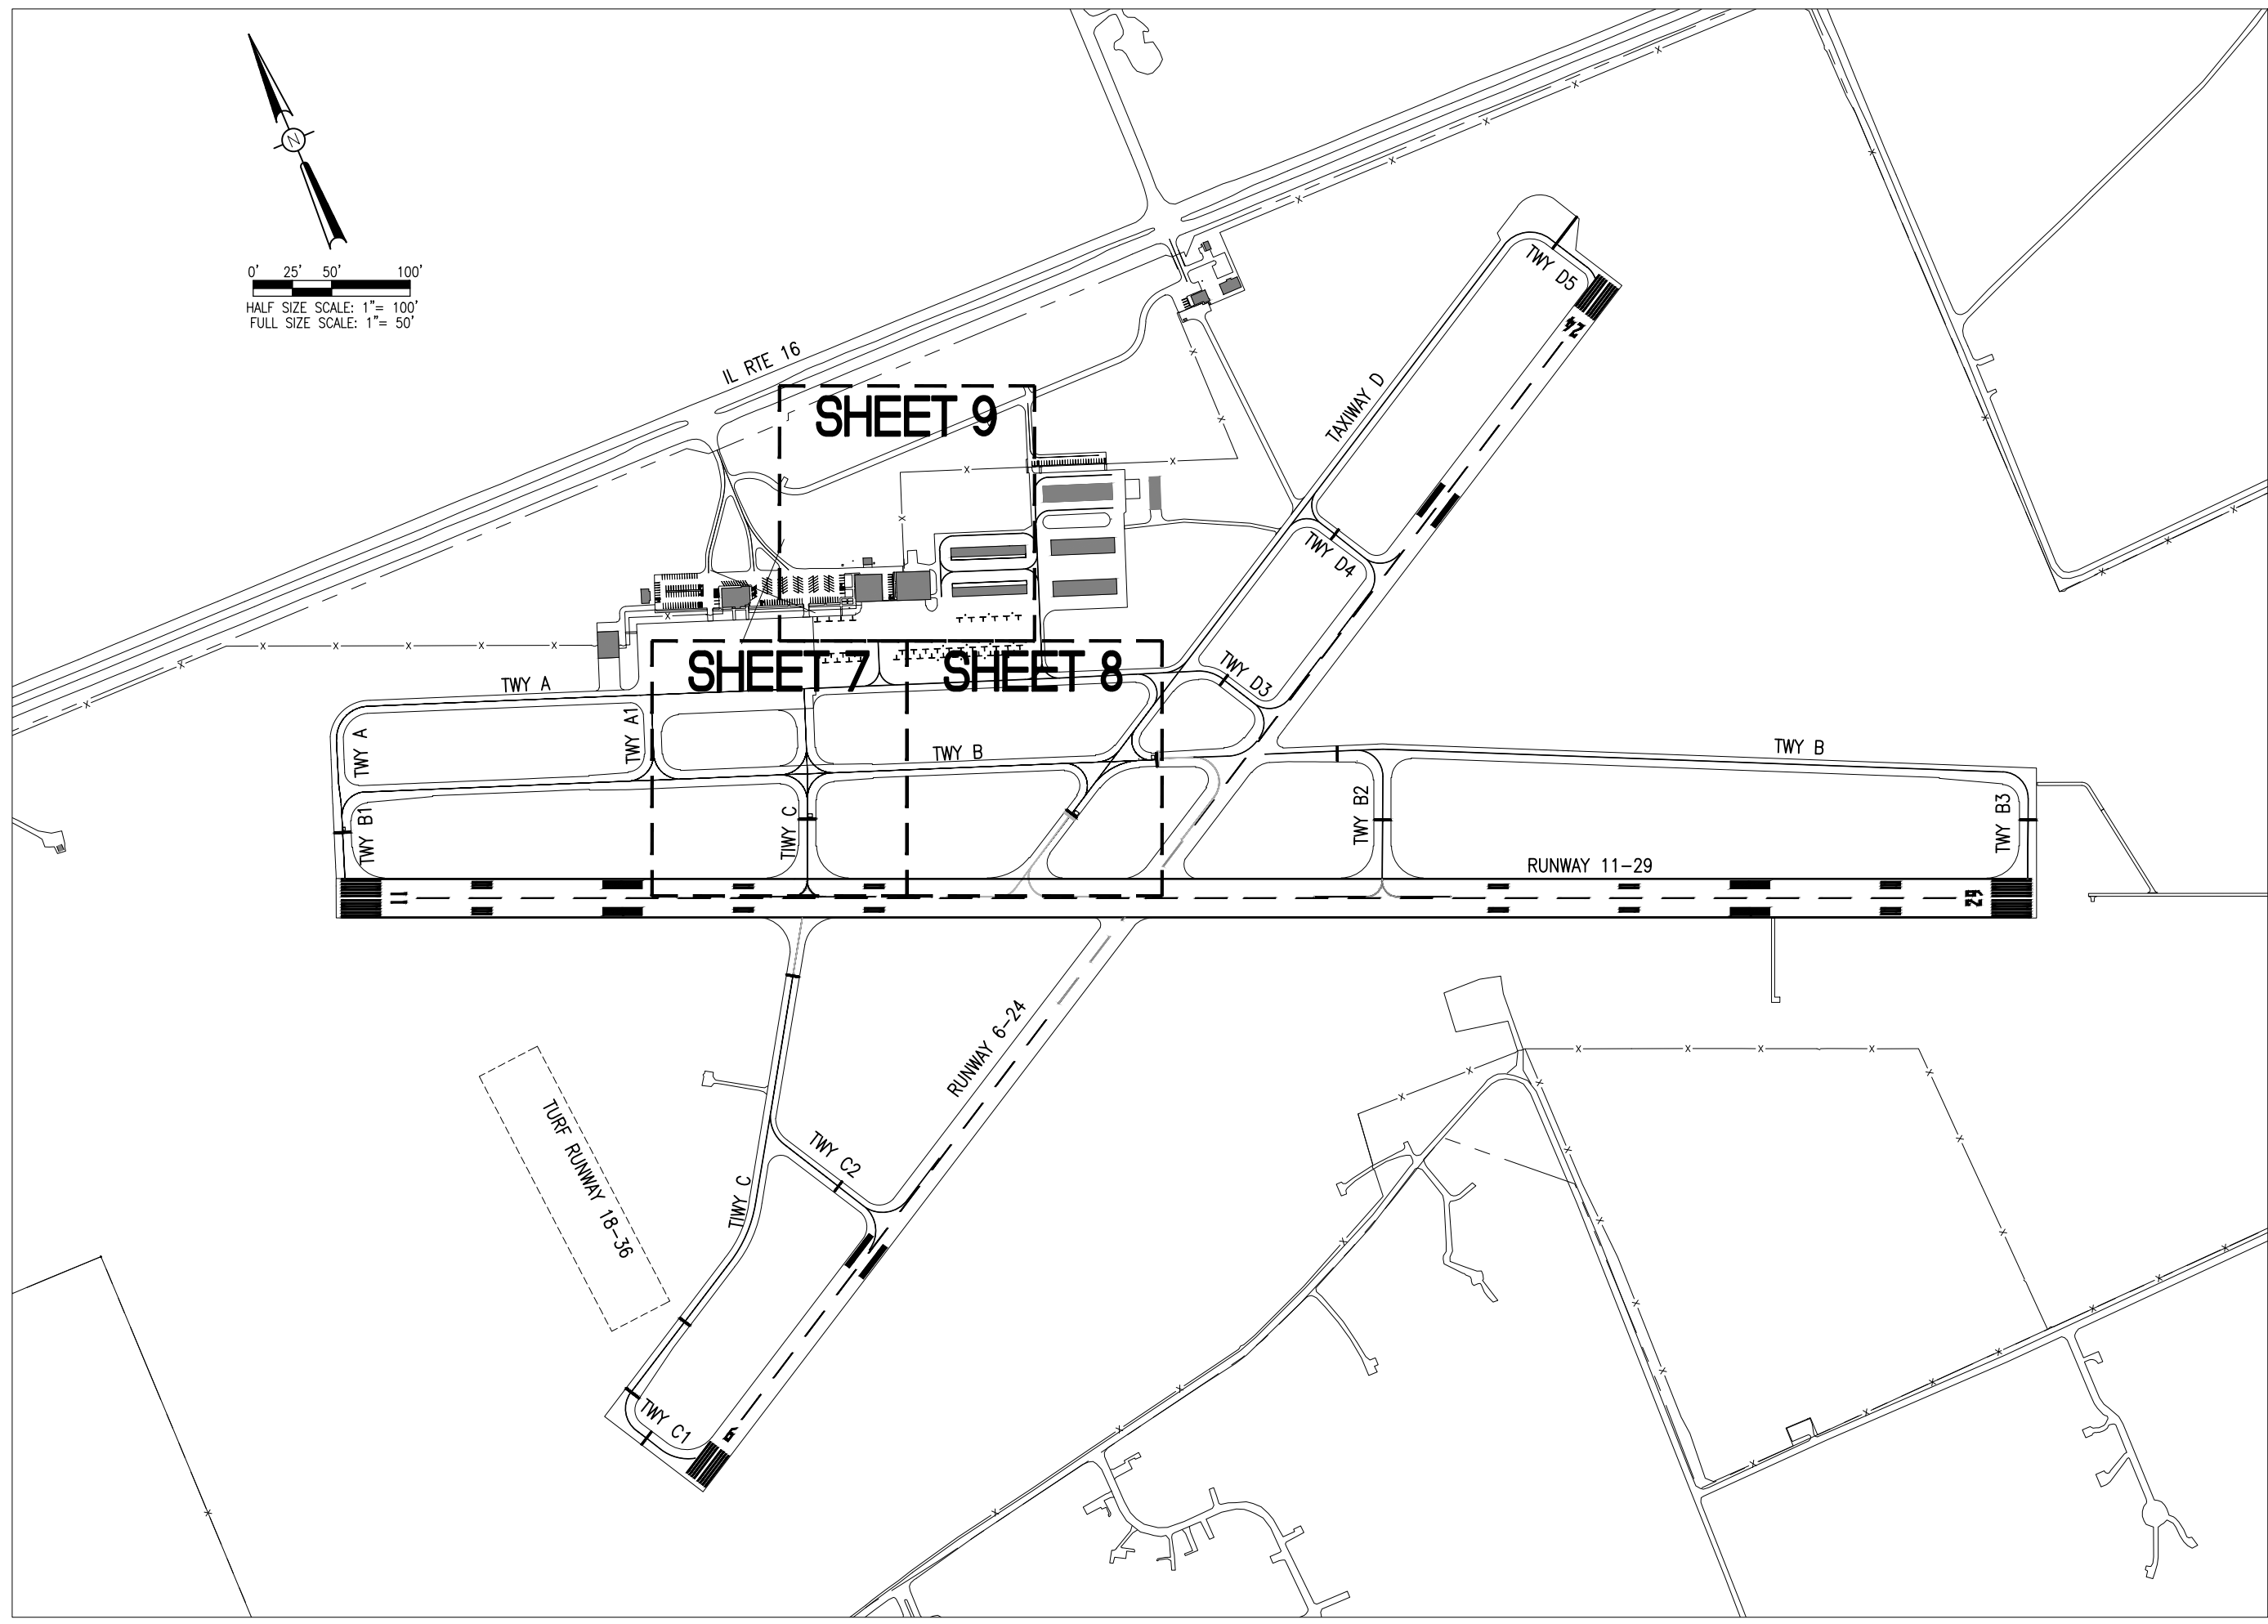 N
0' 25' 50' 100'
HALF SIZE SCALE: 1"= 100'
FULL SIZE SCALE: 1"= 50'
IL RTE 16
SHEET 9
TWY D5
24
TAXIWAY D
TWY D4
SHEET 7
SHEET 8
TWY D3
TWY A
TWY A
TWY A1
TWY B
TWY B
TWY B1
TIWY C
TWY B2
TWY B3
RUNWAY 11-29
11
29
RUNWAY 6-24
TURF RUNWAY 18-36
TWY C2
TIWY C
TWY C1
6